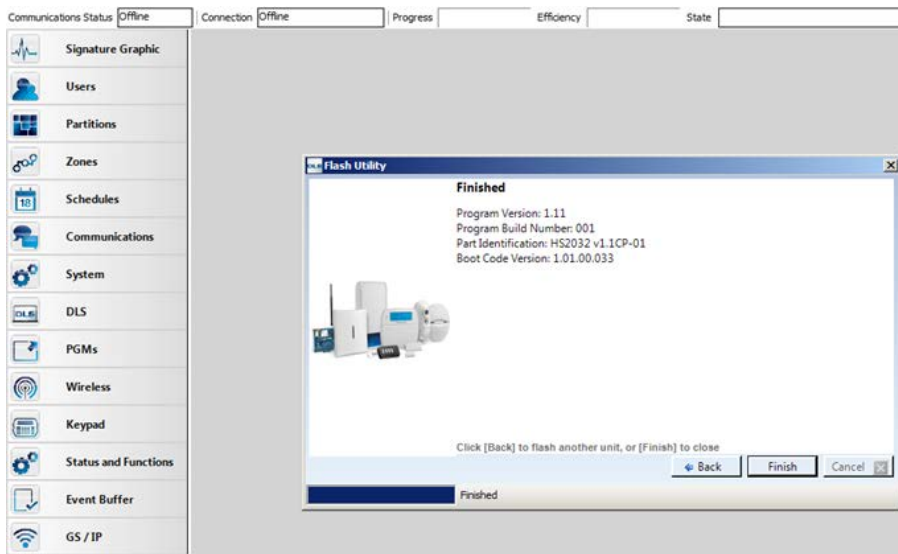 Communications Status Offline Connection Offline Progress Efficiency State
Signature Graphic
Users
Partitions
Zones
18
Schedules
Communications
System
DLS
DLS
PGMs
Wireless
Keypad
Status and Functions
Event Buffer
GS / IP
DLS Flash Utility
Finished
Program Version: 1.11
Program Build Number: 001
Part Identification: HS2032 v1.1CP-01
Boot Code Version: 1.01.00.033
Click [Back] to flash another unit, or [Finish] to close
Back Finish Cancel
Finished